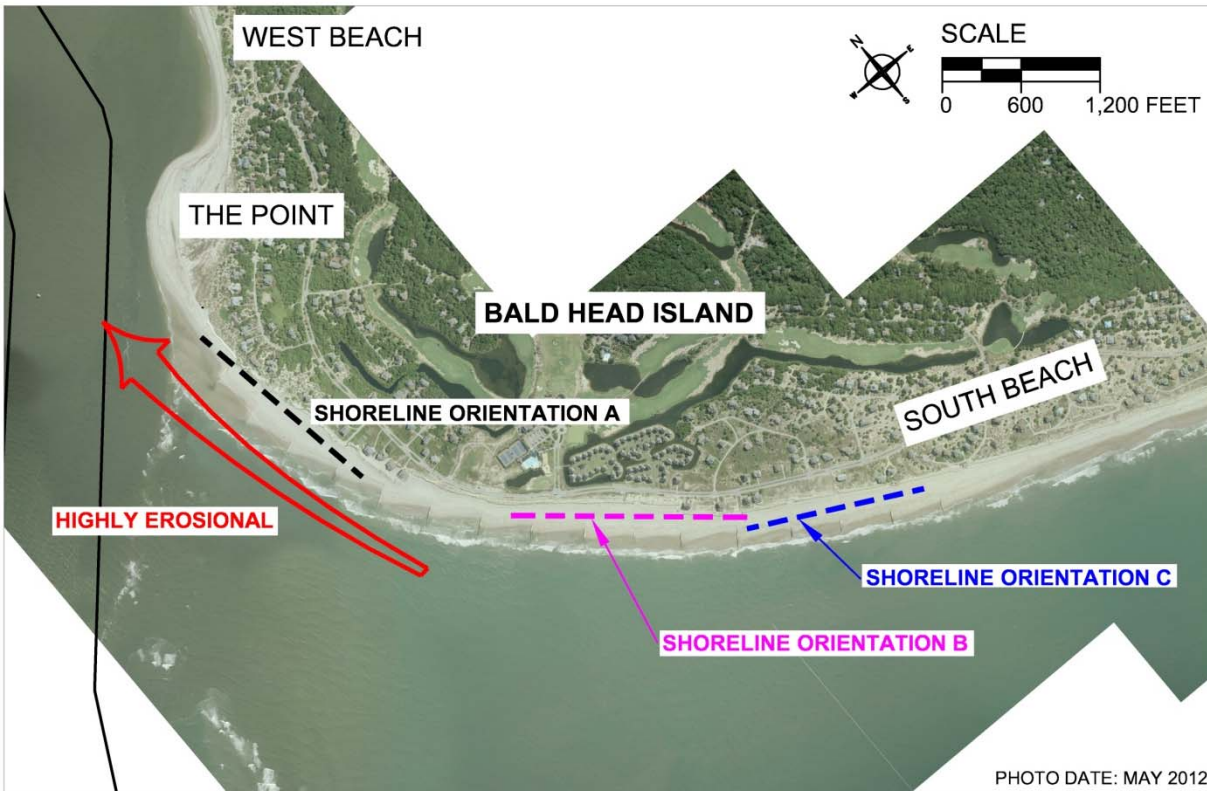 WEST BEACH
SCALE
N
E
W
S
0 600 1,200 FEET
THE POINT
BALD HEAD ISLAND
SOUTH BEACH
SHORELINE ORIENTATION A
HIGHLY EROSIONAL
SHORELINE ORIENTATION C
SHORELINE ORIENTATION B
PHOTO DATE: MAY 2012